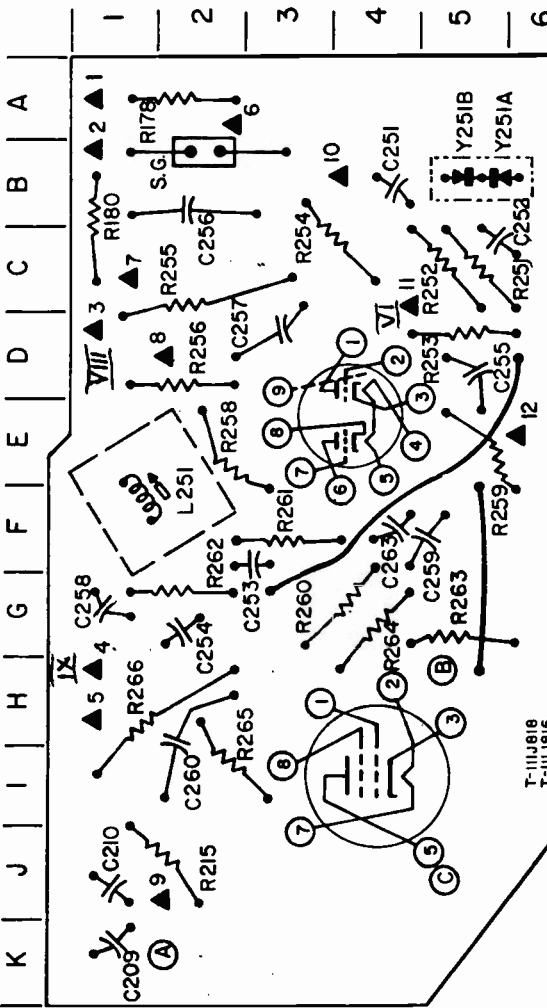 K J I H G F E D C B A
1
2
3
4
5
6
C209
A
C210
9
R215
5
IX
4
R266
C258
C260
R265
C254
R262
C253
L251
R261
R258
VIII
3
8
R256
7
R255
C257
R180
2
1
R178
S.G.
6
C256
R254
10
C251
VI
11
R252
R251
C252
Y251B
Y251A
R253
C255
12
R259
C263
C259
R260
R264
R263
B
1
2
3
4
5
6
7
8
9
1
2
3
5
7
8
C
T-111J818